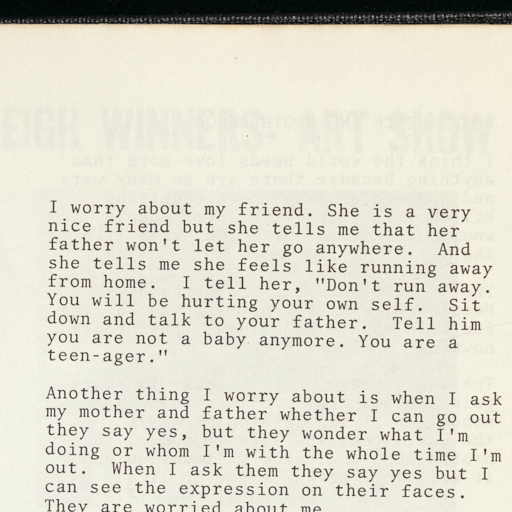 I worry about my friend. She is a very
nice friend but she tells me that her
father won't let her go anywhere.  And
she tells me she feels like running away
from home.  I tell her, "Don't run away.
You will be hurting your own self.  Sit
down and talk to your father.  Tell him
you are not a baby anymore. You are a
teen-ager."

Another thing I worry about is when I ask
my mother and father whether I can go out
they say yes, but they wonder what I'm
doing or whom I'm with the whole time I'm
out.  When I ask them they say yes but I
can see the expression on their faces.
They are worried about me.